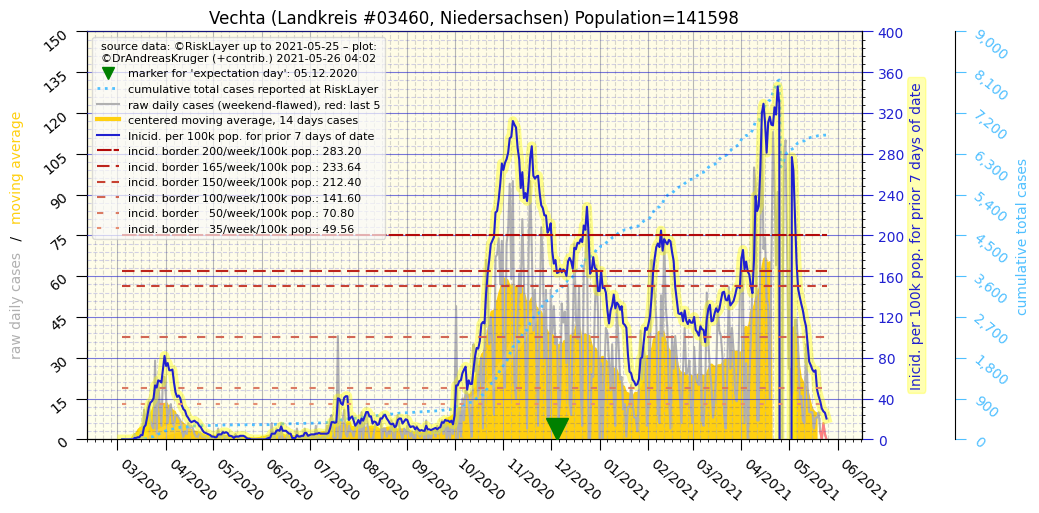 Vechta (Landkreis #03460, Niedersachsen) Population=141598
source data: ©RiskLayer up to 2021-05-25 – plot:
©DrAndreasKruger (+contrib.) 2021-05-26 04:02
marker for 'expectation day': 05.12.2020
cumulative total cases reported at RiskLayer
raw daily cases (weekend-flawed), red: last 5
centered moving average, 14 days cases
Inicid. per 100k pop. for prior 7 days of date
incid. border 200/week/100k pop.: 283.20
incid. border 165/week/100k pop.: 233.64
incid. border 150/week/100k pop.: 212.40
incid. border 100/week/100k pop.: 141.60
incid. border   50/week/100k pop.: 70.80
incid. border   35/week/100k pop.: 49.56
raw daily cases / moving average
150
135
120
105
90
75
60
45
30
15
0
400
360
320
280
240
200
160
120
80
40
0
Inicid. per 100k pop. for prior 7 days of date
9,000
8,100
7,200
6,300
5,400
4,500
3,600
2,700
1,800
900
0
cumulative total cases
03/2020
04/2020
05/2020
06/2020
07/2020
08/2020
09/2020
10/2020
11/2020
12/2020
01/2021
02/2021
03/2021
04/2021
05/2021
06/2021